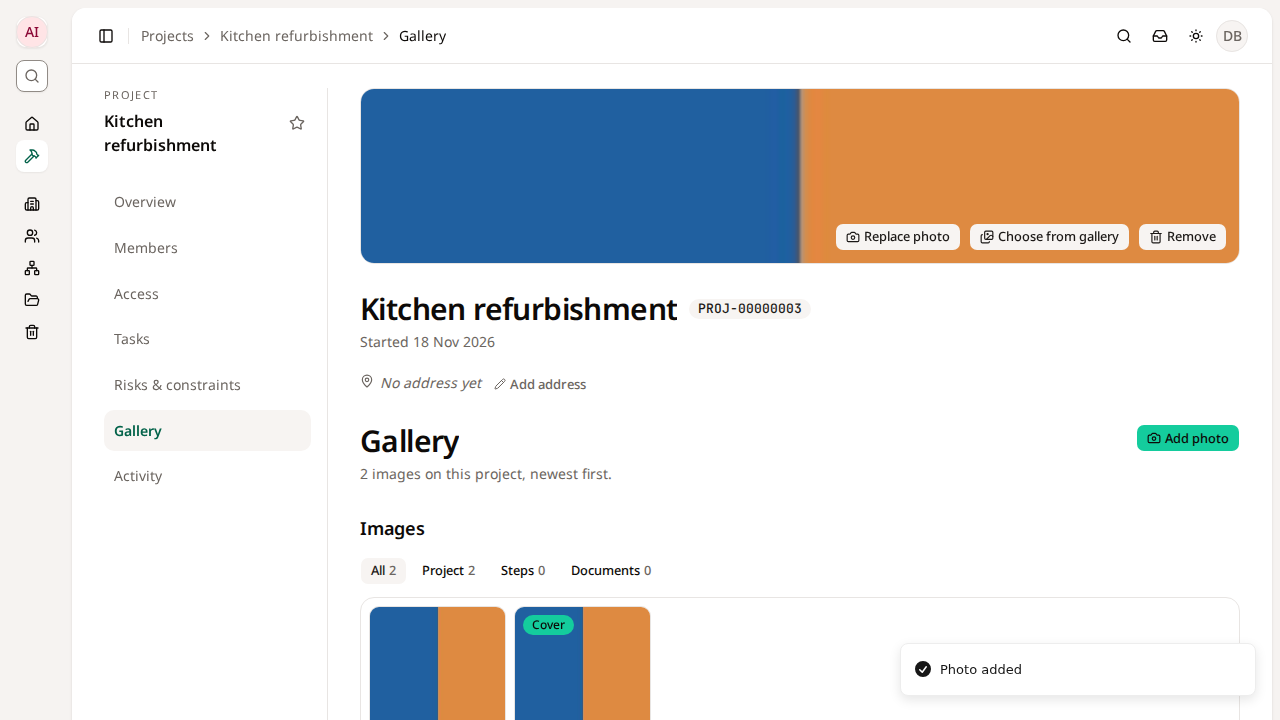 AI
Projects > Kitchen refurbishment > Gallery
DB
PROJECT
Kitchen
refurbishment
Overview
Members
Access
Tasks
Risks & constraints
Gallery
Activity
Replace photo
Choose from gallery
Remove
Kitchen refurbishment PROJ-00000003
Started 18 Nov 2026
No address yet Add address
Gallery
Add photo
2 images on this project, newest first.
Images
All 2 Project 2 Steps 0 Documents 0
Cover
Photo added